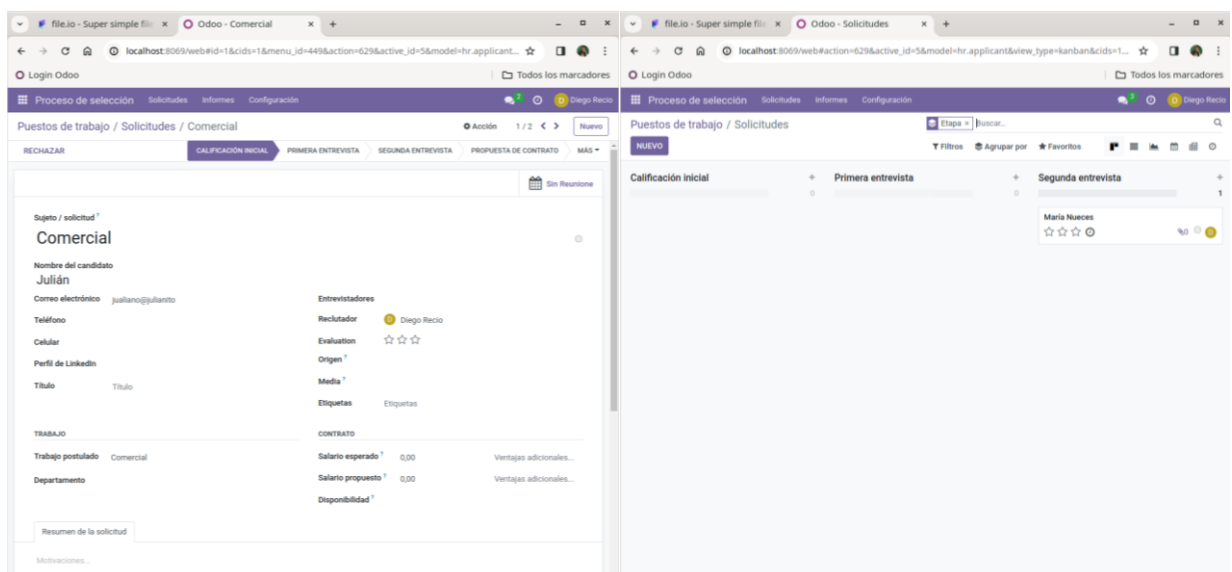 file.io - Super simple file
Odoo - Comercial
localhost:8069/web#id=1&cids=1&menu_id=449&action=629&active_id=5&model=hr.applicant...
Login Odoo
Todos los marcadores
Proceso de selección Solicitudes Informes Configuración 7 D Diego Recio
Puestos de trabajo / Solicitudes / Comercial
Acción 1 / 2 Nuevo
RECHAZAR CALIFICACIÓN INICIAL PRIMERA ENTREVISTA SEGUNDA ENTREVISTA PROPUESTA DE CONTRATO MÁS
Sin Reunione
Sujeto / solicitud ?
Comercial
Nombre del candidato
Julián
Correo electrónico jualiano@julianito
Teléfono
Celular
Perfil de LinkedIn
Título Título
Entrevistadores
Reclutador D Diego Recio
Evaluation
Origen ?
Media ?
Etiquetas Etiquetas
TRABAJO
Trabajo postulado Comercial
Departamento
CONTRATO
Salario esperado ? 0,00 Ventajas adicionales...
Salario propuesto ? 0,00 Ventajas adicionales...
Disponibilidad ?
Resumen de la solicitud
Motivaciones...
file.io - Super simple file
Odoo - Solicitudes
localhost:8069/web#action=629&active_id=5&model=hr.applicant&view_type=kanban&cids=1...
Login Odoo
Todos los marcadores
Proceso de selección Solicitudes Informes Configuración 3 D Diego Recio
Puestos de trabajo / Solicitudes
Etapa × Buscar...
NUEVO
Filtros Agrupar por Favoritos
Calificación inicial + Primera entrevista + Segunda entrevista +
0 0 1
María Nueces
0 D